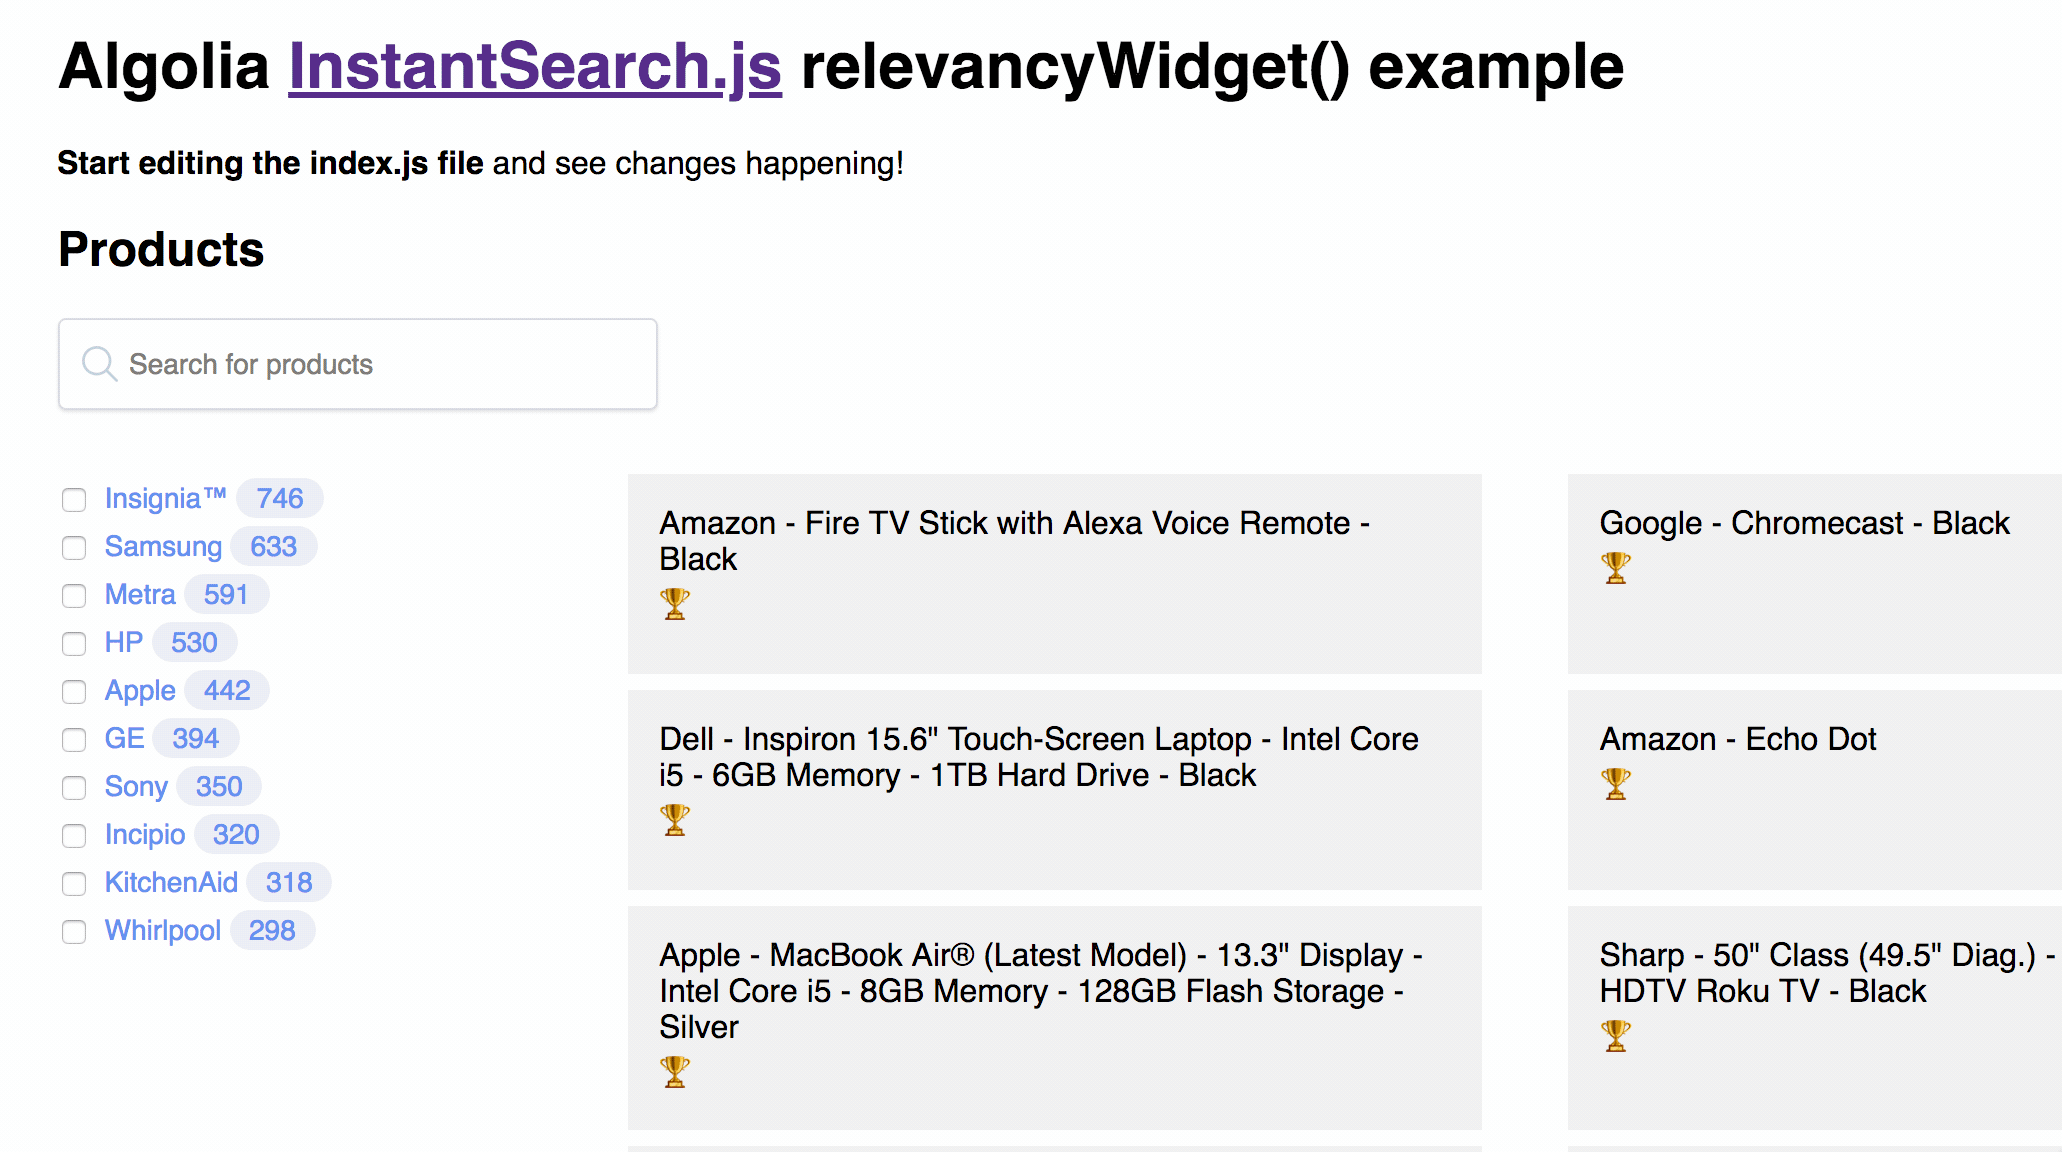 Algolia InstantSearch.js relevancyWidget() example
Start editing the index.js file and see changes happening!
Products
Search for products
Insignia™ 746
Samsung 633
Metra 591
HP 530
Apple 442
GE 394
Sony 350
Incipio 320
KitchenAid 318
Whirlpool 298
Amazon - Fire TV Stick with Alexa Voice Remote -
Black
Google - Chromecast - Black
Dell - Inspiron 15.6" Touch-Screen Laptop - Intel Core
i5 - 6GB Memory - 1TB Hard Drive - Black
Amazon - Echo Dot
Apple - MacBook Air® (Latest Model) - 13.3" Display -
Intel Core i5 - 8GB Memory - 128GB Flash Storage -
Silver
Sharp - 50" Class (49.5" Diag.) -
HDTV Roku TV - Black